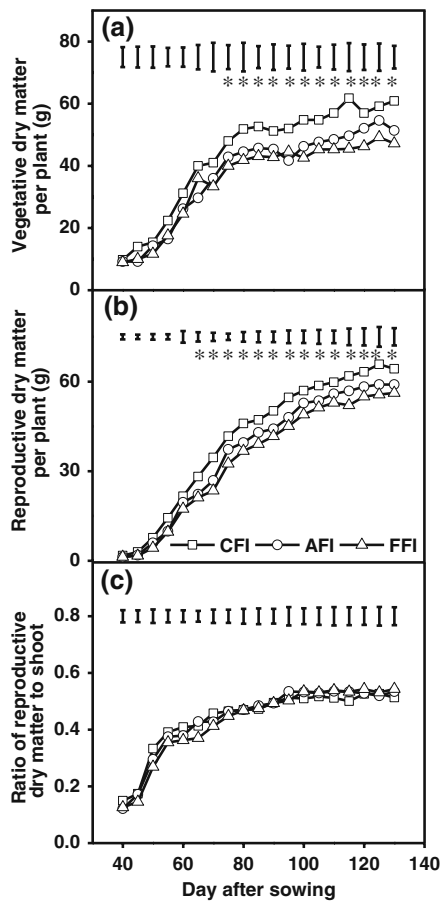 (a)
80
60
40
20
0
Vegetative dry matter
per plant (g)
* * * * * * * * * * * *
(b)
60
30
0
Reproductive dry matter
per plant (g)
* * * * * * * * * * * * * *
CFI AFI FFI
(c)
0.8
0.6
0.4
0.2
0.0
Ratio of reproductive
dry matter to shoot
40 60 80 100 120 140
Day after sowing